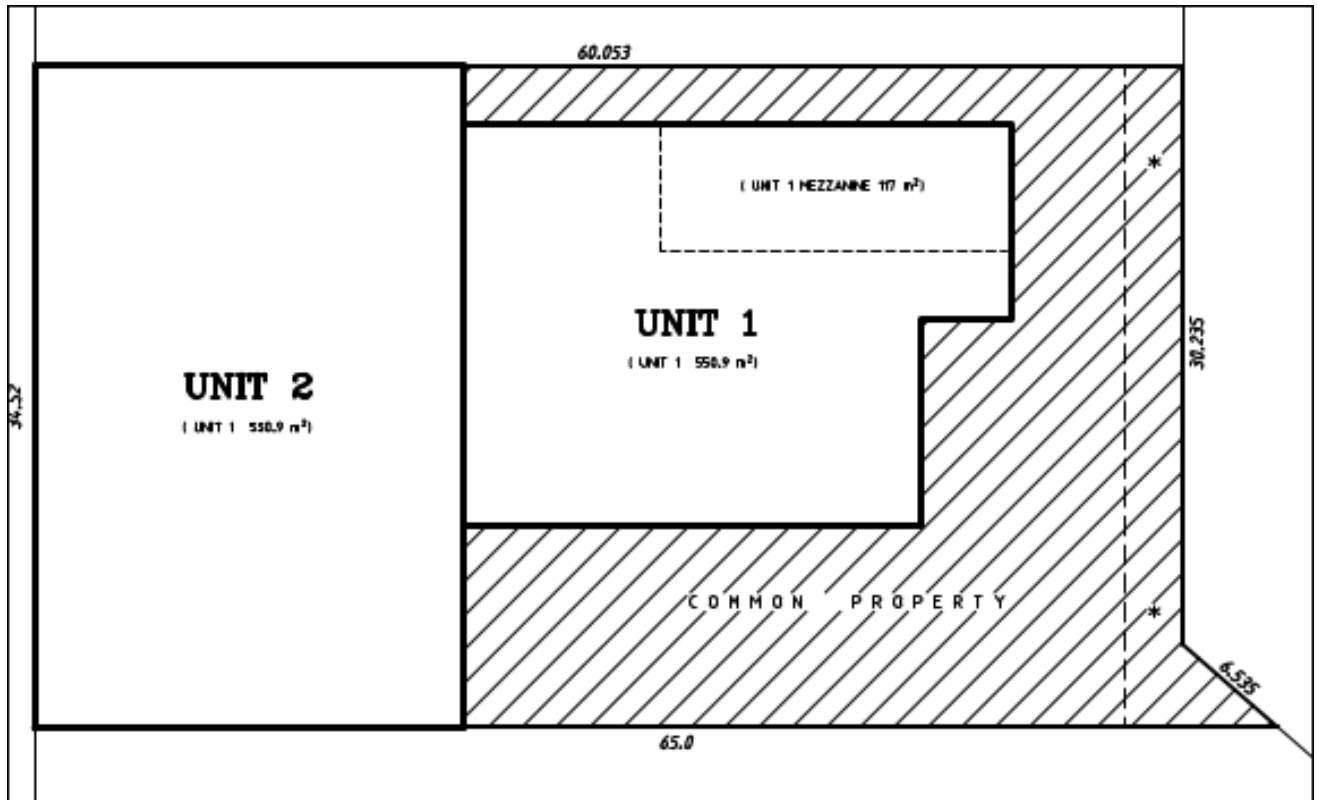 60.053
*
( UNIT 1 MEZZANINE 117 m²)
UNIT 1
30.235
( UNIT 1 550.9 m²)
UNIT 2
34.52
( UNIT 1 550.9 m²)
COMMON PROPERTY
*
6.535
65.0